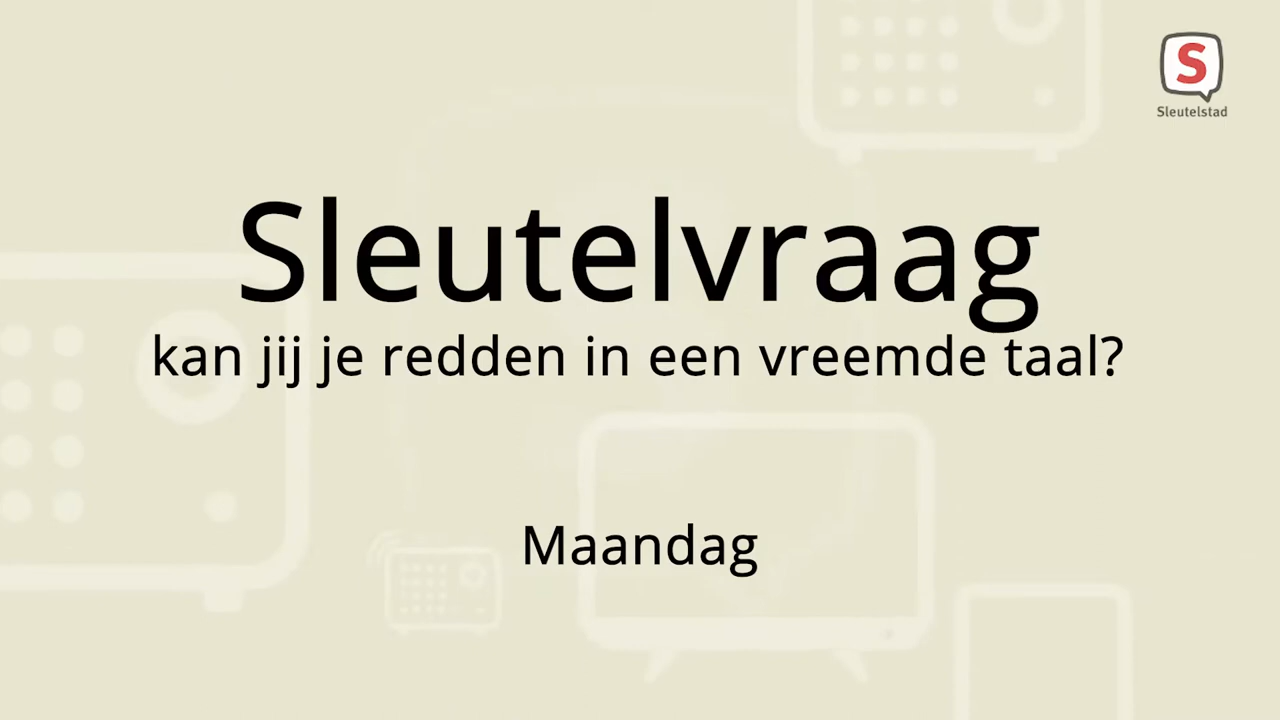 S
Sleutelstad
Sleutelvraag
kan jij je redden in een vreemde taal?
Maandag